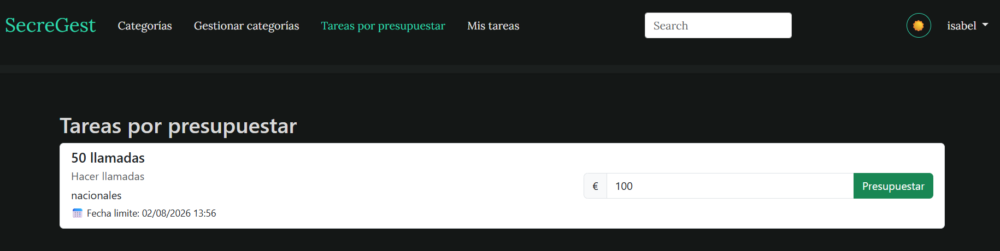 SecreGest Categorías Gestionar categorías Tareas por presupuestar Mis tareas Search isabel
Tareas por presupuestar
50 llamadas
Hacer llamadas
nacionales
Fecha limite: 02/08/2026 13:56
€ 100 Presupuestar